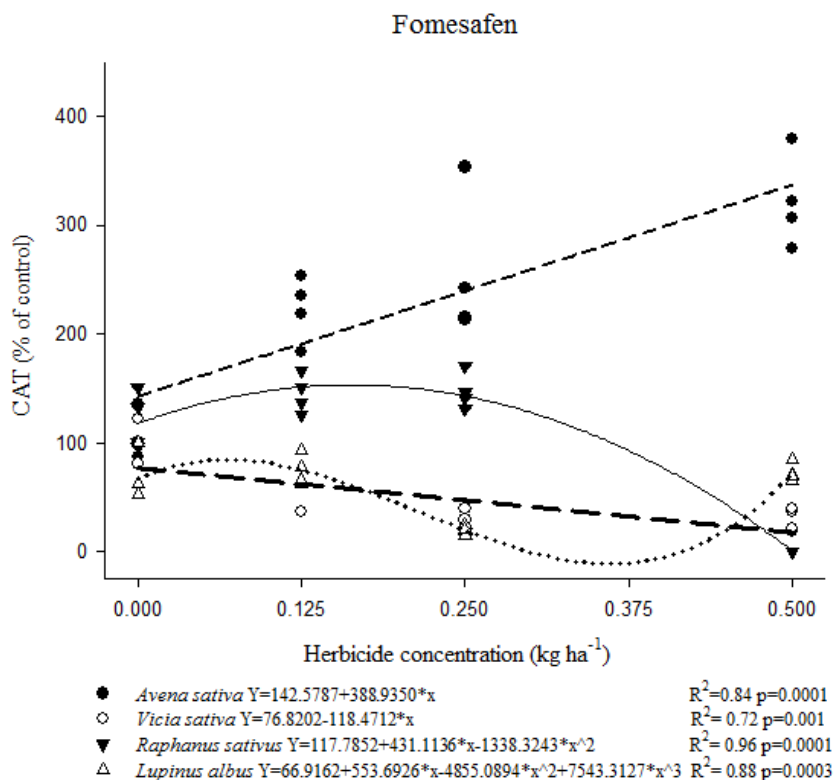 Fomesafen
CAT (% of control)
400
300
200
100
0
0.000 0.125 0.250 0.375 0.500
Herbicide concentration (kg ha⁻¹)
Avena sativa Y=142.5787+388.9350*x R²=0.84 p=0.0001
Vicia sativa Y=76.8202-118.4712*x R²= 0.72 p=0.001
Raphanus sativus Y=117.7852+431.1136*x-1338.3243*x^2 R²= 0.96 p=0.0001
Lupinus albus Y=66.9162+553.6926*x-4855.0894*x^2+7543.3127*x^3 R²= 0.88 p=0.0003